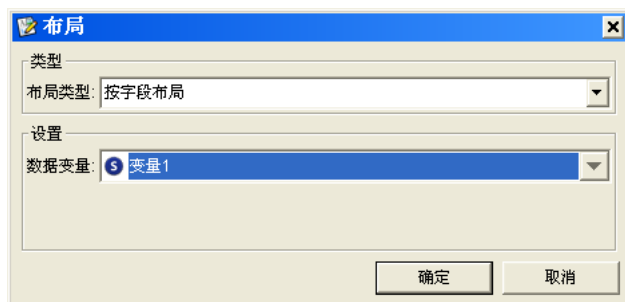 布局
类型
布局类型: 按字段布局
设置
数据变量: S 变量1
确定 取消